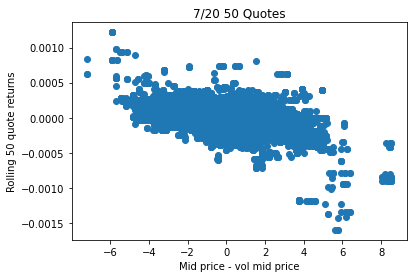 7/20 50 Quotes
0.0010
0.0005
0.0000
−0.0005
−0.0010
−0.0015
Rolling 50 quote returns
−6 −4 −2 0 2 4 6 8
Mid price - vol mid price